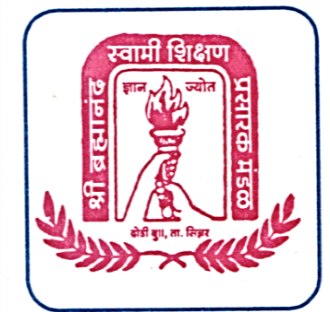 श्री ब्रह्मानंद
स्वामी शिक्षण
प्रसारक मंडळ
ज्ञान ज्योत
दोडी बु॥, ता. सिन्नर